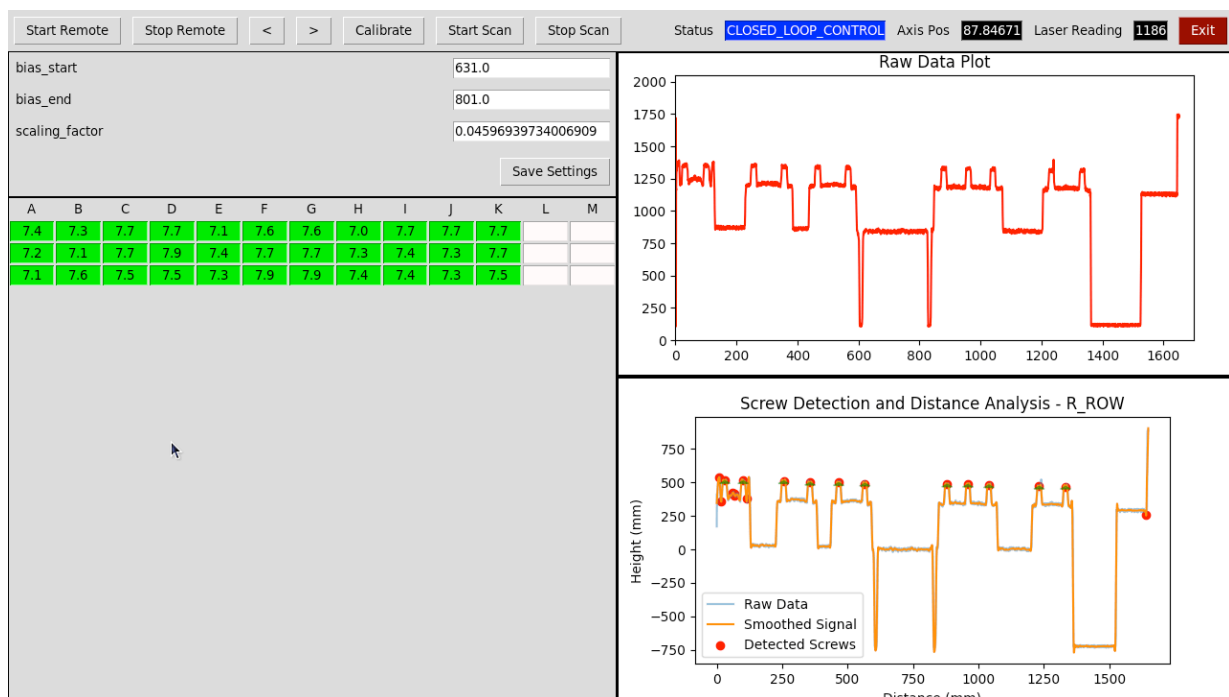 Start Remote Stop Remote < > Calibrate Start Scan Stop Scan Status CLOSED_LOOP_CONTROL Axis Pos 87.84671 Laser Reading 1186 Exit
bias_start 631.0
bias_end 801.0
scaling_factor 0.04596939734006909
Save Settings
A B C D E F G H I J K L M
7.4 7.3 7.7 7.7 7.1 7.6 7.6 7.0 7.7 7.7 7.7
7.2 7.1 7.7 7.9 7.4 7.7 7.7 7.3 7.4 7.3 7.7
7.1 7.6 7.5 7.5 7.3 7.9 7.9 7.4 7.4 7.3 7.5
Raw Data Plot
2000
1750
1500
1250
1000
750
500
250
0
0 200 400 600 800 1000 1200 1400 1600
Screw Detection and Distance Analysis - R_ROW
Height (mm)
750
500
250
0
−250
−500
−750
Raw Data
Smoothed Signal
Detected Screws
0 250 500 750 1000 1250 1500
Distance (mm)